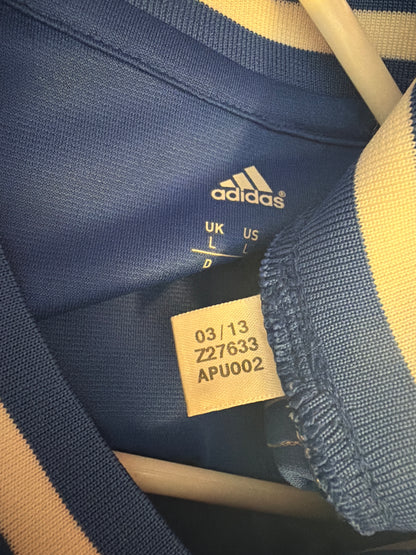 adidas®
UK US
L L
D
03/13
Z27633
APU002